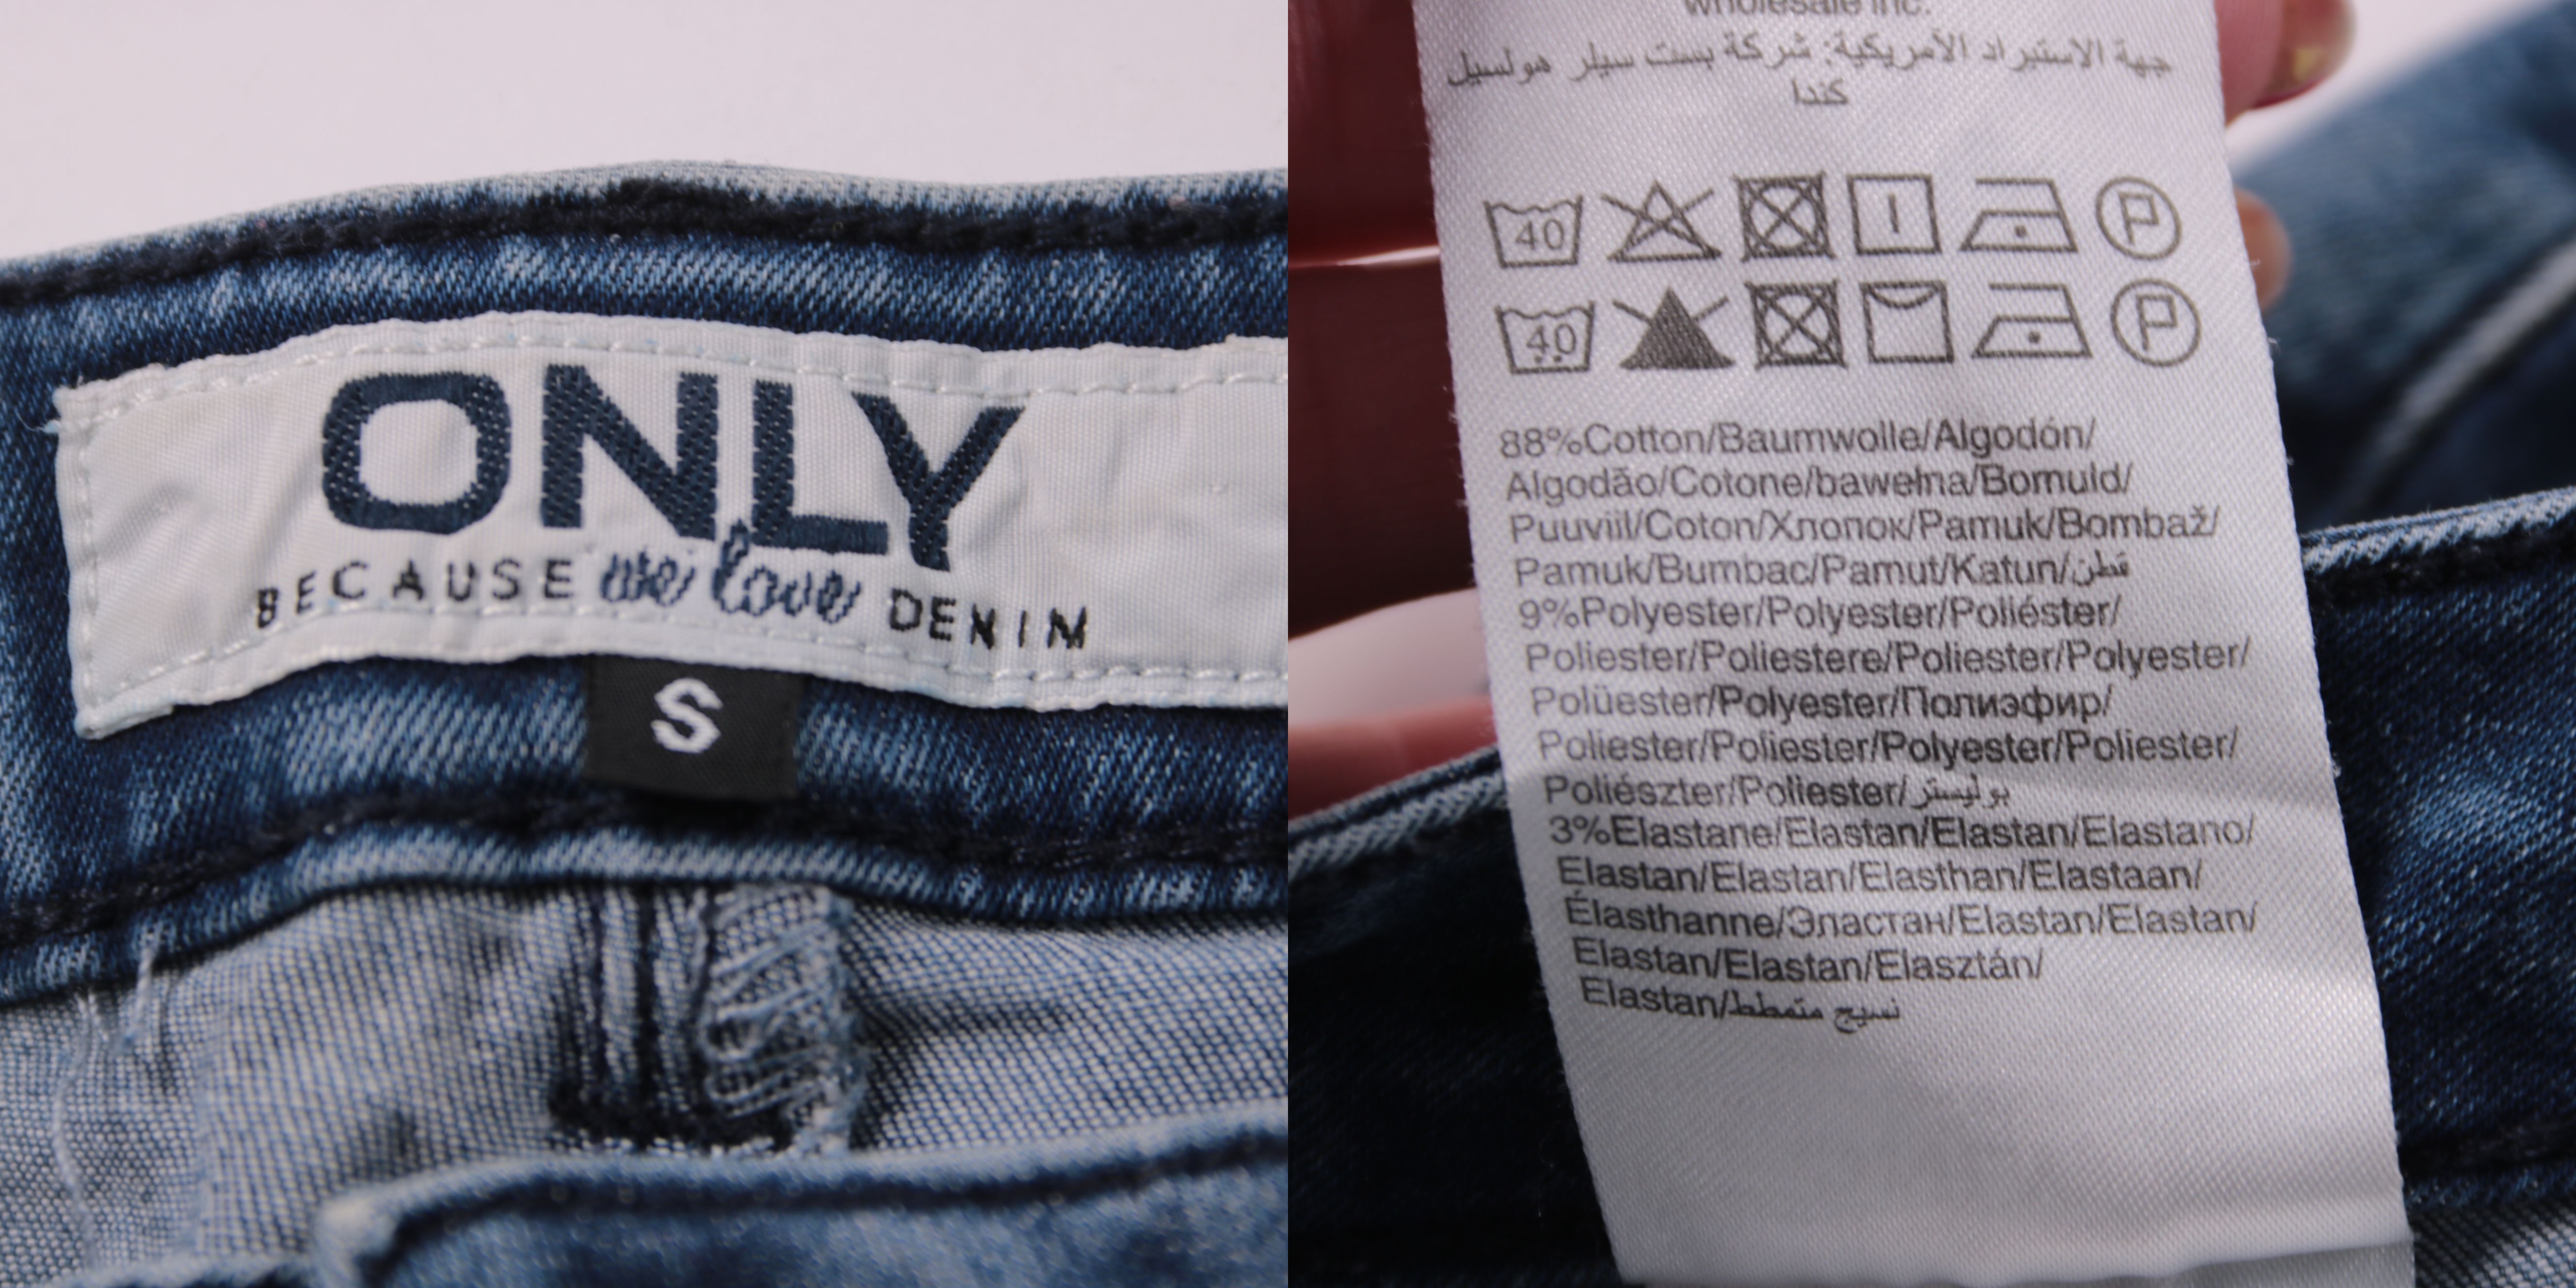 ONLY
BECAUSE we love DENIM
S
wholesale inc.
جهة الاستيراد الأمريكية: شركة بست سيلر هولسيل
كندا
40
40
88%Cotton/Baumwolle/Algodón/
Algodão/Cotone/bawełna/Bomuld/
Puuviil/Coton/Хлопок/Pamuk/Bombaž/
Pamuk/Bumbac/Pamut/Katun/قطن
9%Polyester/Polyester/Poliéster/
Poliester/Poliestere/Poliester/Polyester/
Polüester/Polyester/Полиэфир/
Poliester/Poliester/Polyester/Poliester/
Poliészter/Poliester/بوليستر
3%Elastane/Elastan/Elastan/Elastano/
Elastan/Elastan/Elasthan/Elastaan/
Élasthanne/Эластан/Elastan/Elastan/
Elastan/Elastan/Elasztán/
Elastan/نسيج متمطط